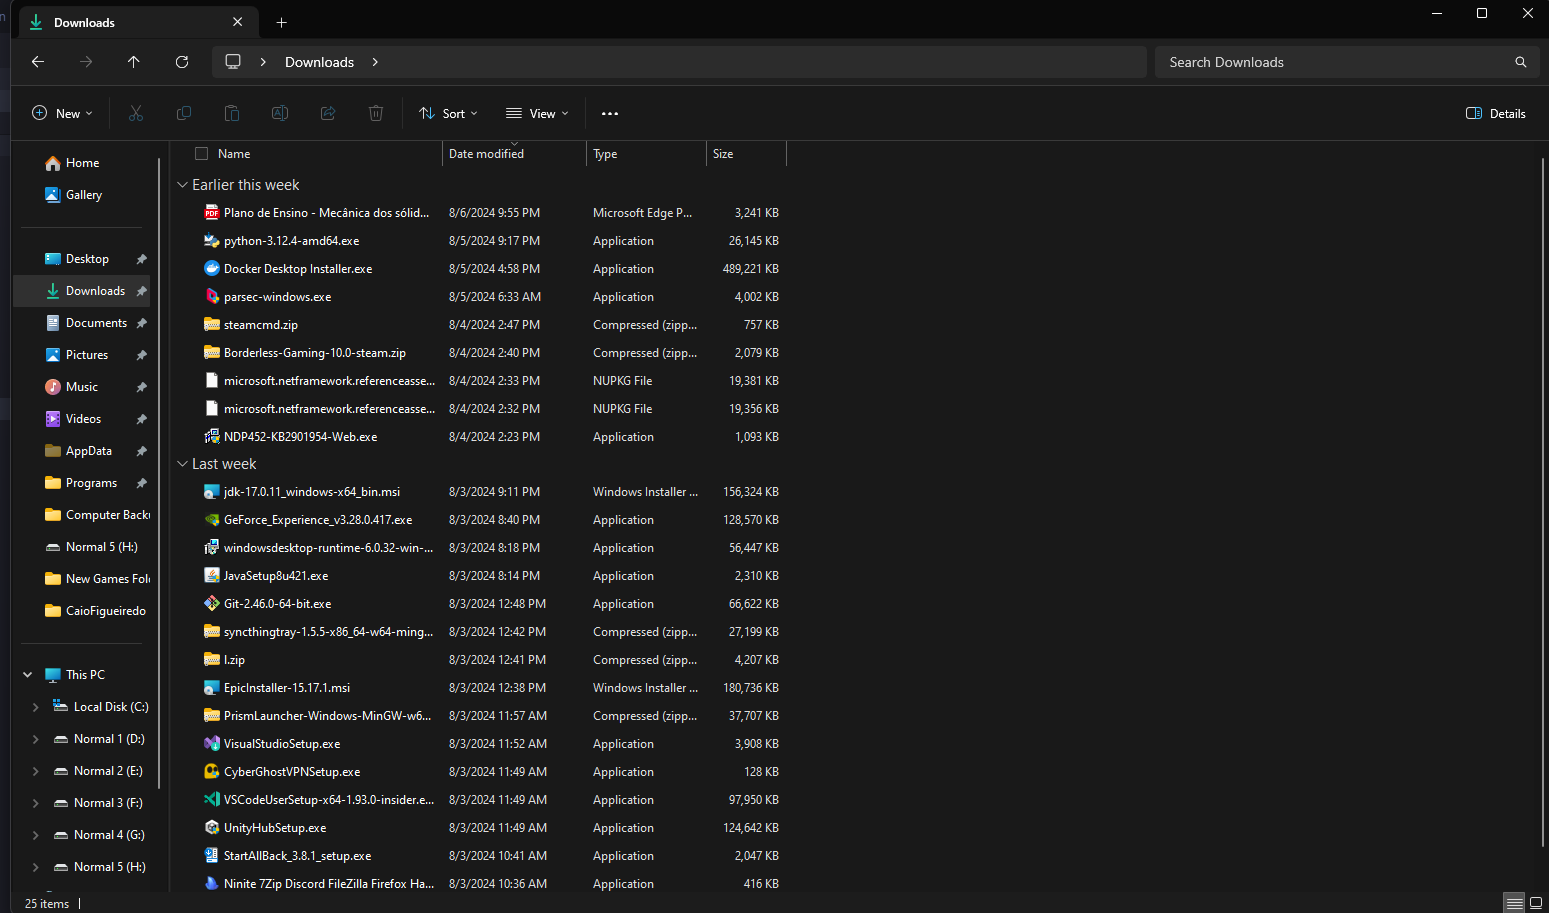 Downloads
Downloads
Search Downloads
New
Sort
View
Details
Home
Gallery
Desktop
Downloads
Documents
Pictures
Music
Videos
AppData
Programs
Computer Backu
Normal 5 (H:)
New Games Fold
CaioFigueiredo
This PC
Local Disk (C:)
Normal 1 (D:)
Normal 2 (E:)
Normal 3 (F:)
Normal 4 (G:)
Normal 5 (H:)
Name Date modified Type Size
Earlier this week
Plano de Ensino - Mecânica dos sólid... 8/6/2024 9:55 PM Microsoft Edge P... 3,241 KB
python-3.12.4-amd64.exe 8/5/2024 9:17 PM Application 26,145 KB
Docker Desktop Installer.exe 8/5/2024 4:58 PM Application 489,221 KB
parsec-windows.exe 8/5/2024 6:33 AM Application 4,002 KB
steamcmd.zip 8/4/2024 2:47 PM Compressed (zipp... 757 KB
Borderless-Gaming-10.0-steam.zip 8/4/2024 2:40 PM Compressed (zipp... 2,079 KB
microsoft.netframework.referenceasse... 8/4/2024 2:33 PM NUPKG File 19,381 KB
microsoft.netframework.referenceasse... 8/4/2024 2:32 PM NUPKG File 19,356 KB
NDP452-KB2901954-Web.exe 8/4/2024 2:23 PM Application 1,093 KB
Last week
jdk-17.0.11_windows-x64_bin.msi 8/3/2024 9:11 PM Windows Installer ... 156,324 KB
GeForce_Experience_v3.28.0.417.exe 8/3/2024 8:40 PM Application 128,570 KB
windowsdesktop-runtime-6.0.32-win-... 8/3/2024 8:18 PM Application 56,447 KB
JavaSetup8u421.exe 8/3/2024 8:14 PM Application 2,310 KB
Git-2.46.0-64-bit.exe 8/3/2024 12:48 PM Application 66,622 KB
syncthingtray-1.5.5-x86_64-w64-ming... 8/3/2024 12:42 PM Compressed (zipp... 27,199 KB
I.zip 8/3/2024 12:41 PM Compressed (zipp... 4,207 KB
EpicInstaller-15.17.1.msi 8/3/2024 12:38 PM Windows Installer ... 180,736 KB
PrismLauncher-Windows-MinGW-w6... 8/3/2024 11:57 AM Compressed (zipp... 37,707 KB
VisualStudioSetup.exe 8/3/2024 11:52 AM Application 3,908 KB
CyberGhostVPNSetup.exe 8/3/2024 11:49 AM Application 128 KB
VSCodeUserSetup-x64-1.93.0-insider.e... 8/3/2024 11:49 AM Application 97,950 KB
UnityHubSetup.exe 8/3/2024 11:49 AM Application 124,642 KB
StartAllBack_3.8.1_setup.exe 8/3/2024 10:41 AM Application 2,047 KB
Ninite 7Zip Discord FileZilla Firefox Ha... 8/3/2024 10:36 AM Application 416 KB
25 items